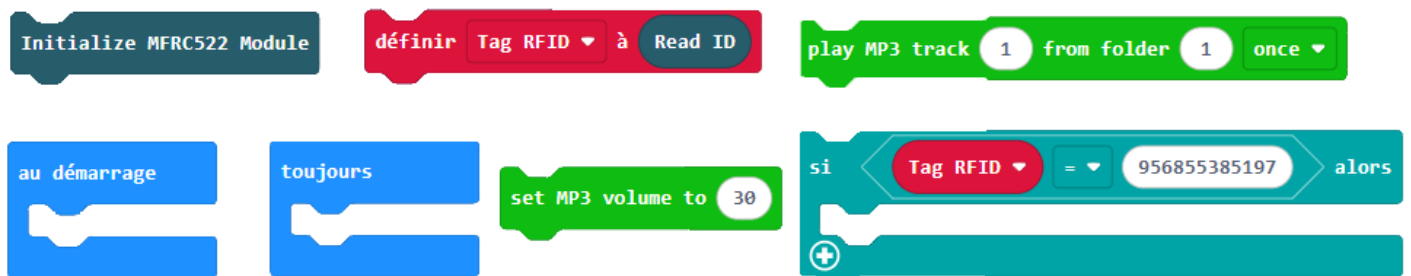 Initialize MFRC522 Module
définir Tag RFID à Read ID
play MP3 track 1 from folder 1 once
au démarrage
toujours
set MP3 volume to 30
si Tag RFID = 956855385197 alors